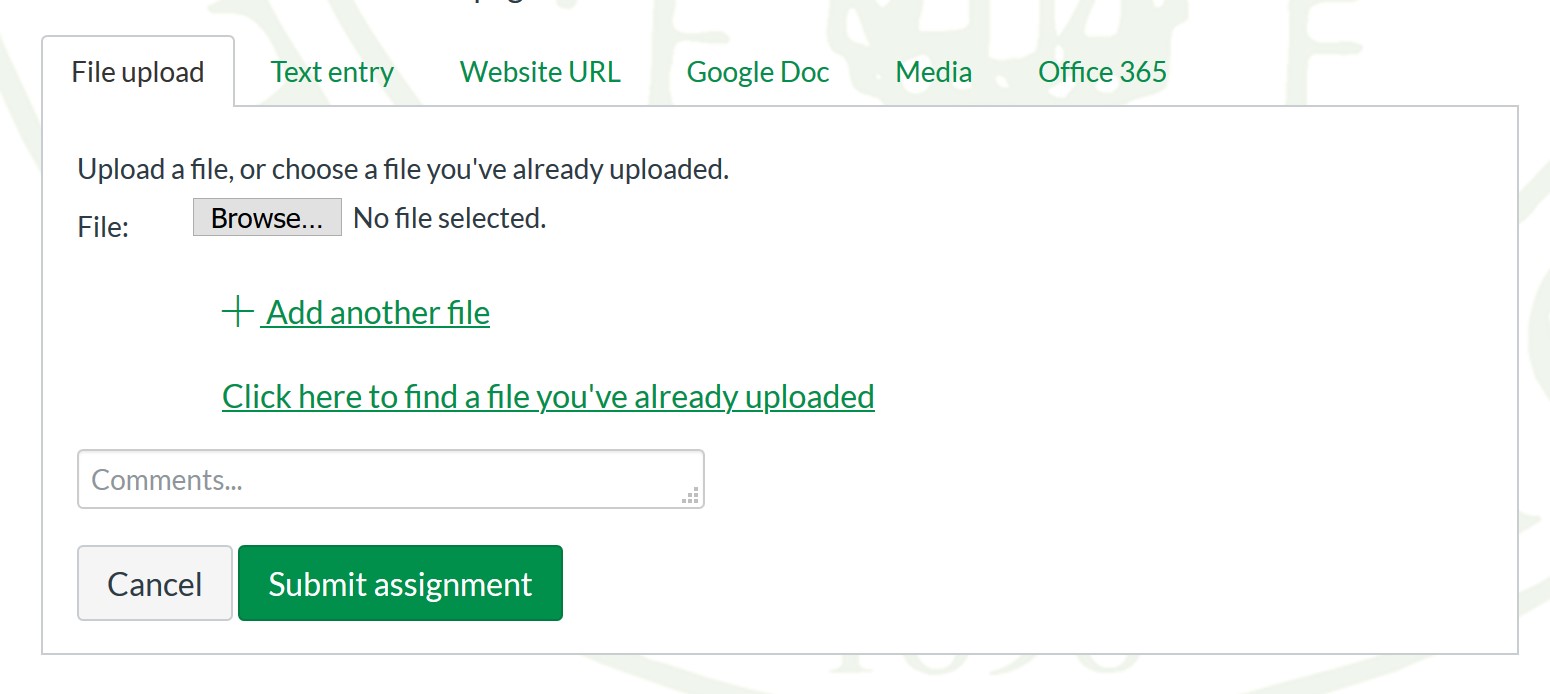 File upload Text entry Website URL Google Doc Media Office 365
Upload a file, or choose a file you've already uploaded.
File: Browse... No file selected.
Add another file
Click here to find a file you've already uploaded
Comments...
Cancel Submit assignment